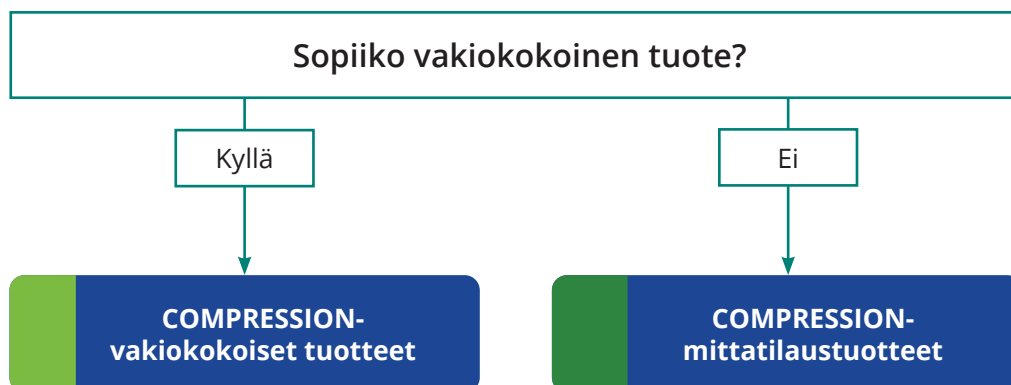 Sopiiko vakiokokoinen tuote?
Kyllä
Ei
COMPRESSION-
vakiokokoiset tuotteet
COMPRESSION-
mittatilaustuotteet